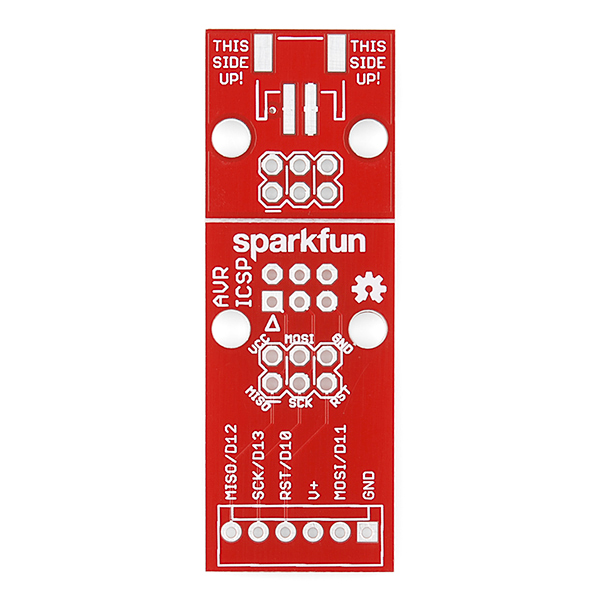 THIS
SIDE
UP!
THIS
SIDE
UP!
sparkfun
AVR
ICSP
VCC MOSI GND
MISO SCK RST
MISO/D12
SCK/D13
RST/D10
V+
MOSI/D11
GND